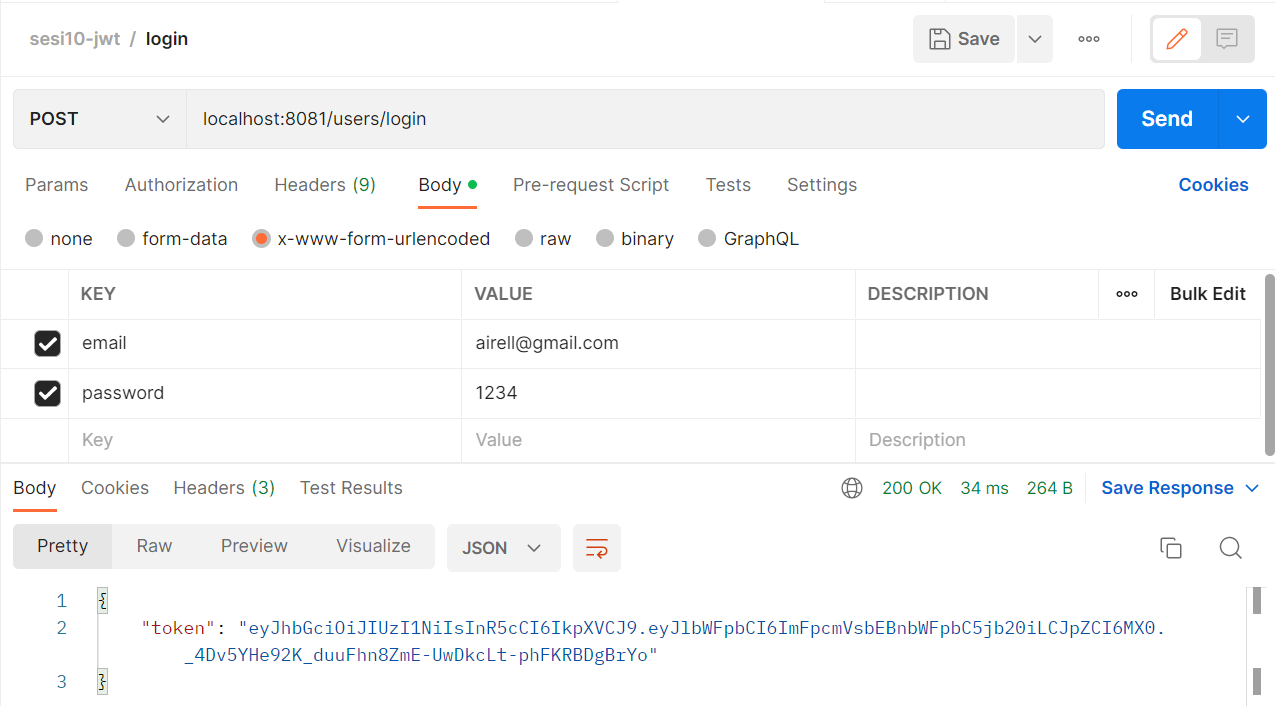 sesi10-jwt / login
Save
POST
localhost:8081/users/login
Send
Params Authorization Headers (9) Body Pre-request Script Tests Settings Cookies
none form-data x-www-form-urlencoded raw binary GraphQL
KEY VALUE DESCRIPTION Bulk Edit
email airell@gmail.com
password 1234
Key Value Description
Body Cookies Headers (3) Test Results 200 OK 34 ms 264 B Save Response
Pretty Raw Preview Visualize JSON
1 {
2 "token": "eyJhbGciOiJIUzI1NiIsInR5cCI6IkpXVCJ9.eyJlbWFpbCI6ImFpcmVsbEBnbWFpbC5jb20iLCJpZCI6MX0.
_4Dv5YHe92K_duuFhn8ZmE-UwDkcLt-phFKRBDgBrYo"
3 }